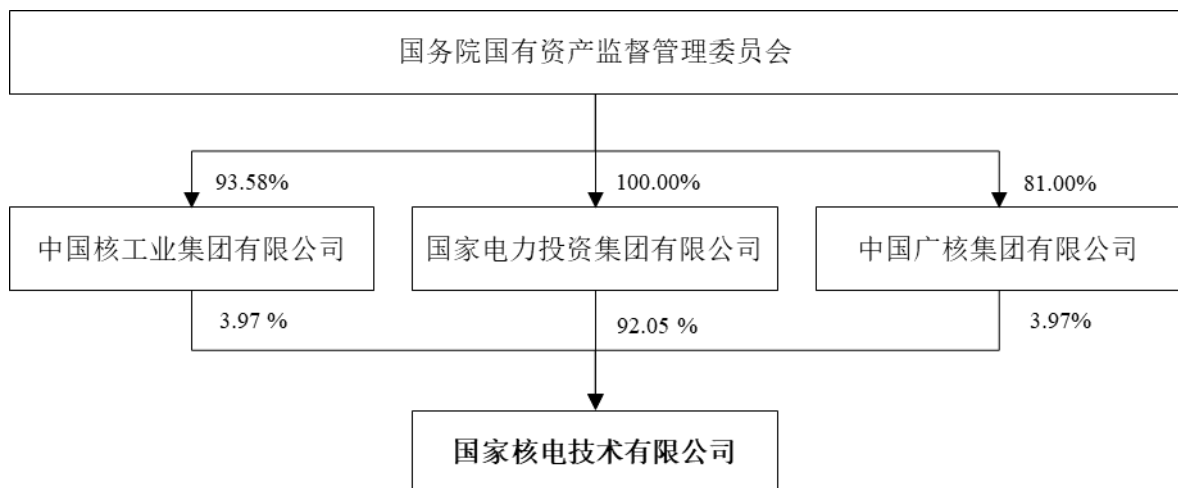 国务院国有资产监督管理委员会
93.58%
100.00%
81.00%
中国核工业集团有限公司
国家电力投资集团有限公司
中国广核集团有限公司
3.97 %
92.05 %
3.97%
国家核电技术有限公司